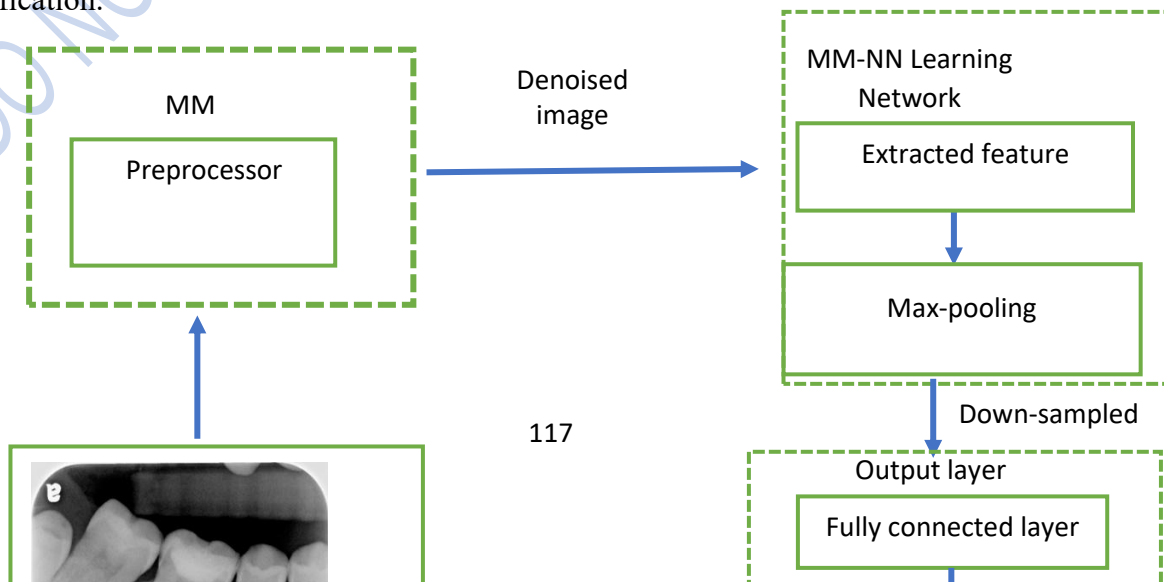 ification.
MM
Preprocessor
Denoised
image
MM-NN Learning
Network
Extracted feature
Max-pooling
Down-sampled
117
Output layer
Fully connected layer
a